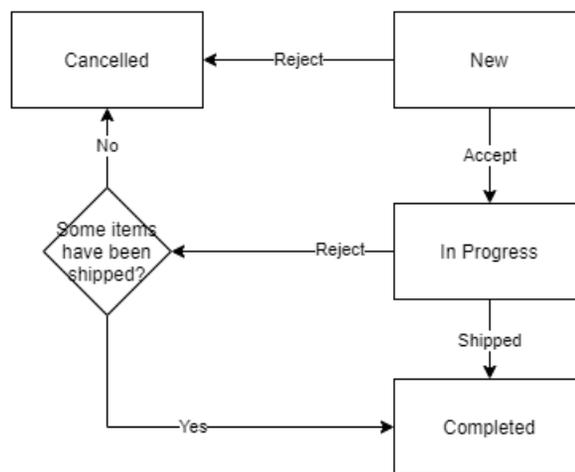 Cancelled
Reject
New
No
Accept
Some items
have been
shipped?
Reject
In Progress
Shipped
Yes
Completed